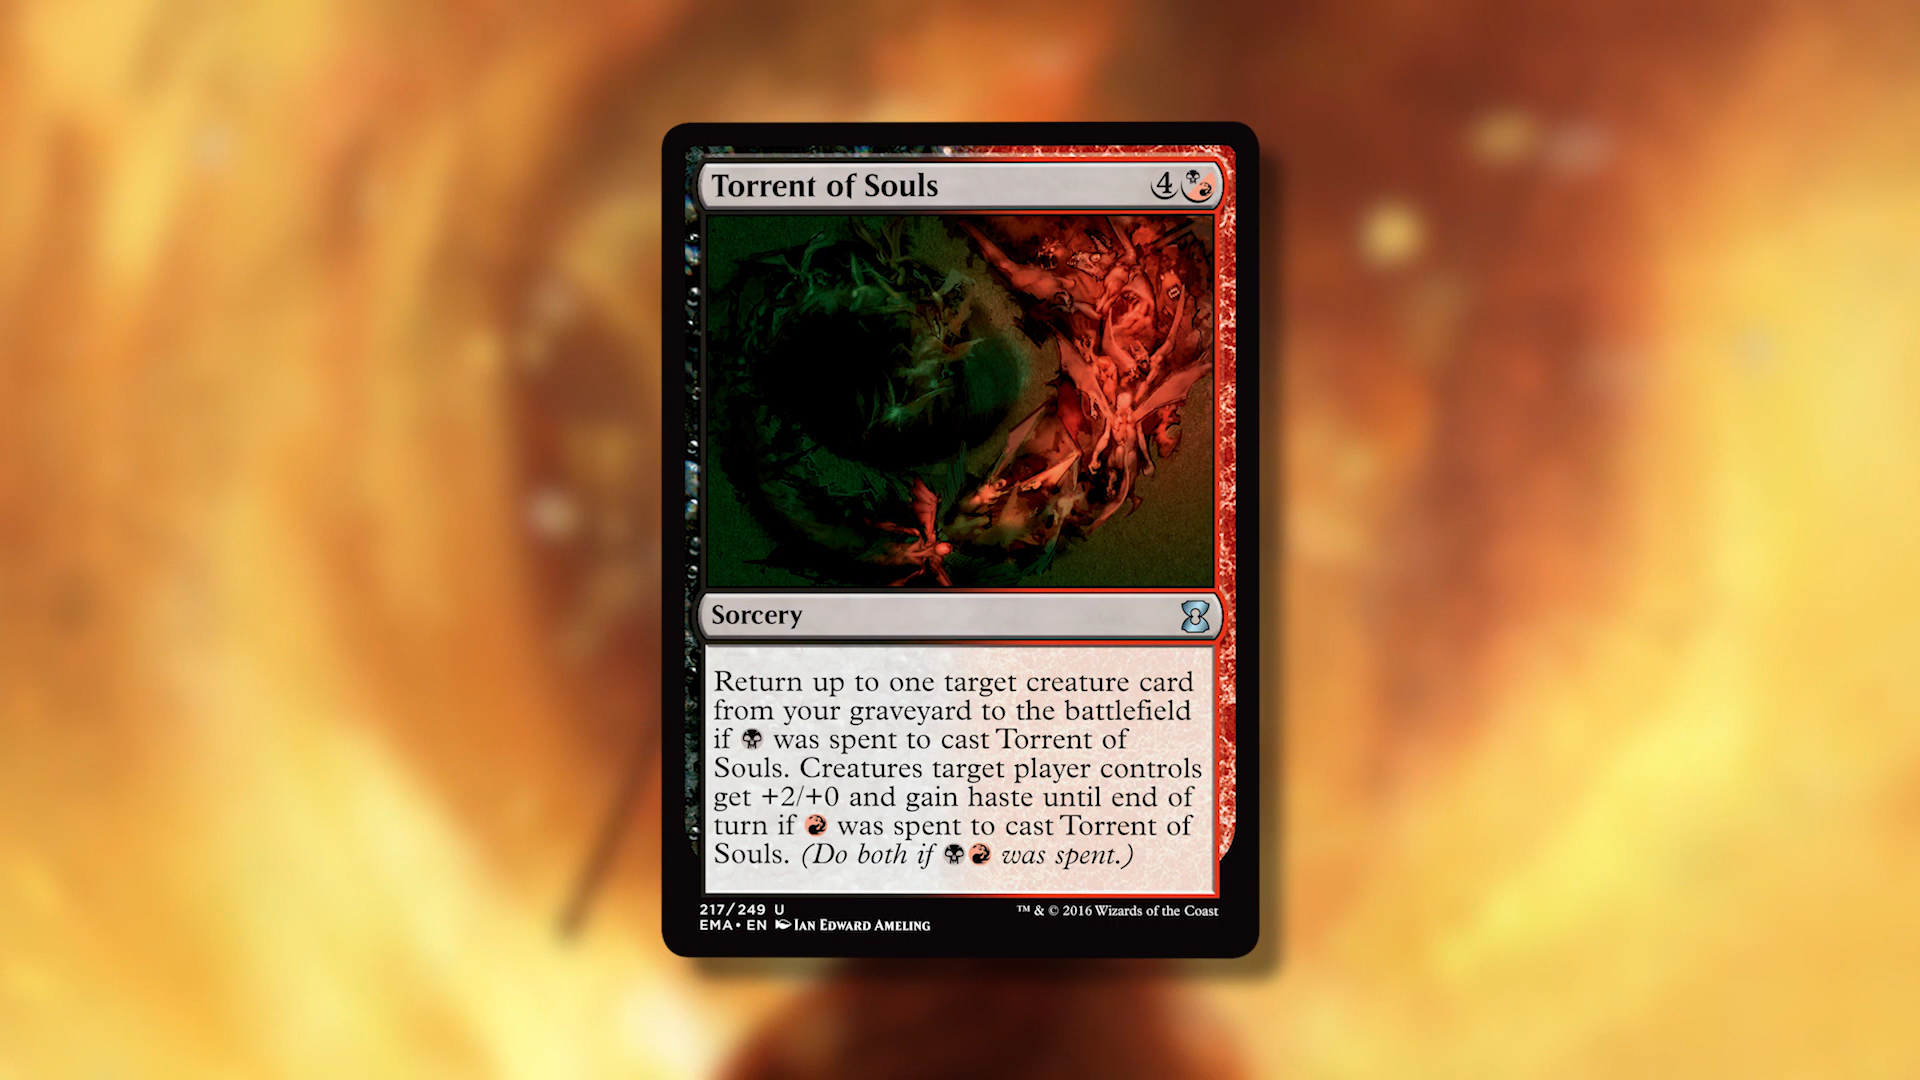 Torrent of Souls 4
Sorcery
Return up to one target creature card
from your graveyard to the battlefield
if was spent to cast Torrent of
Souls. Creatures target player controls
get +2/+0 and gain haste until end of
turn if was spent to cast Torrent of
Souls. (Do both if was spent.)
217/249 U
™ & © 2016 Wizards of the Coast
EMA • EN Ian Edward Ameling